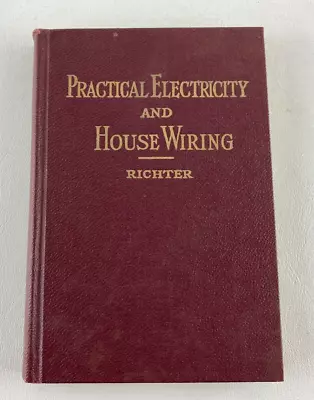 PRACTICAL ELECTRICITY
AND
HOUSE WIRING
RICHTER